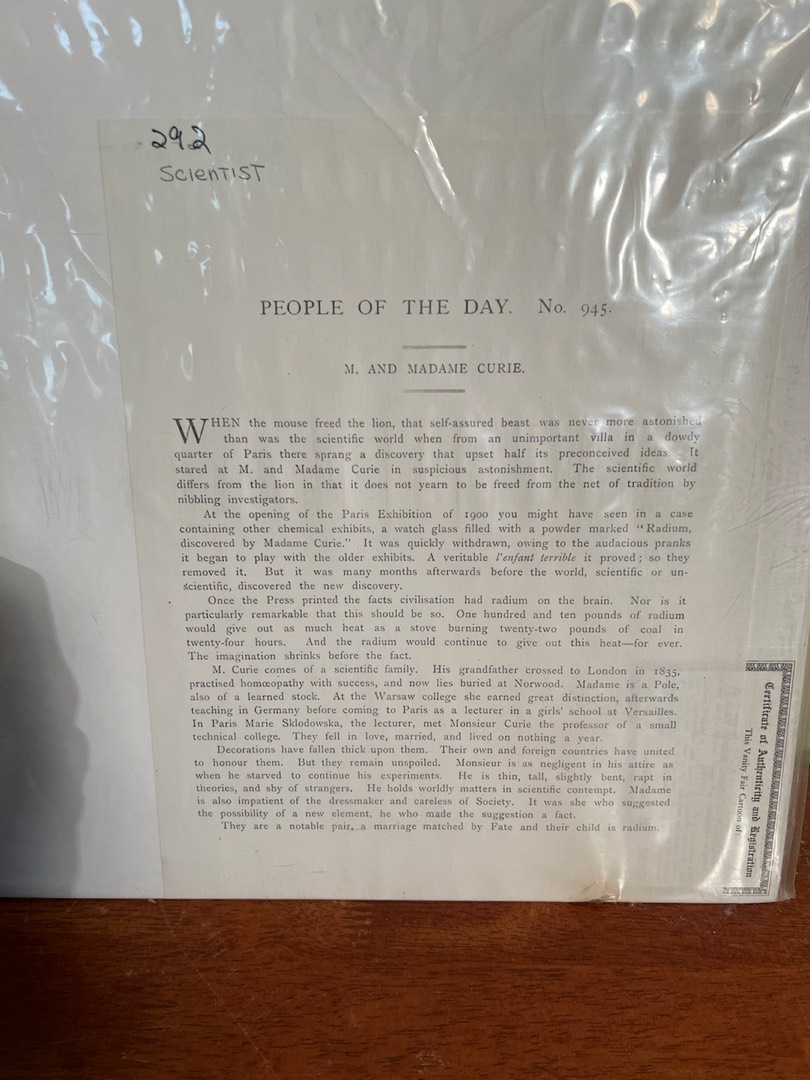 292
SCIENTIST
PEOPLE OF THE DAY. No. 945.
M. AND MADAME CURIE.
WHEN the mouse freed the lion, that self-assured beast was never more astonished
than was the scientific world when from an unimportant villa in a dowdy
quarter of Paris there sprang a discovery that upset half its preconceived ideas. It
stared at M. and Madame Curie in suspicious astonishment. The scientific world
differs from the lion in that it does not yearn to be freed from the net of tradition by
nibbling investigators.
At the opening of the Paris Exhibition of 1900 you might have seen in a case
containing other chemical exhibits, a watch glass filled with a powder marked "Radium,
discovered by Madame Curie." It was quickly withdrawn, owing to the audacious pranks
it began to play with the older exhibits. A veritable l'enfant terrible it proved; so they
removed it. But it was many months afterwards before the world, scientific or un-
scientific, discovered the new discovery.
Once the Press printed the facts civilisation had radium on the brain. Nor is it
particularly remarkable that this should be so. One hundred and ten pounds of radium
would give out as much heat as a stove burning twenty-two pounds of coal in
twenty-four hours. And the radium would continue to give out this heat—for ever.
The imagination shrinks before the fact.
M. Curie comes of a scientific family. His grandfather crossed to London in 1835,
practised homœopathy with success, and now lies buried at Norwood. Madame is a Pole,
also of a learned stock. At the Warsaw college she earned great distinction, afterwards
teaching in Germany before coming to Paris as a lecturer in a girls' school at Versailles.
In Paris Marie Sklodowska, the lecturer, met Monsieur Curie the professor of a small
technical college. They fell in love, married, and lived on nothing a year.
Decorations have fallen thick upon them. Their own and foreign countries have united
to honour them. But they remain unspoiled. Monsieur is as negligent in his attire as
when he starved to continue his experiments. He is thin, tall, slightly bent, rapt in
theories, and shy of strangers. He holds worldly matters in scientific contempt. Madame
is also impatient of the dressmaker and careless of Society. It was she who suggested
the possibility of a new element, he who made the suggestion a fact.
They are a notable pair, a marriage matched by Fate and their child is radium.
Certificate of Authenticity and Registration
This Vanity Fair Cartoon of: